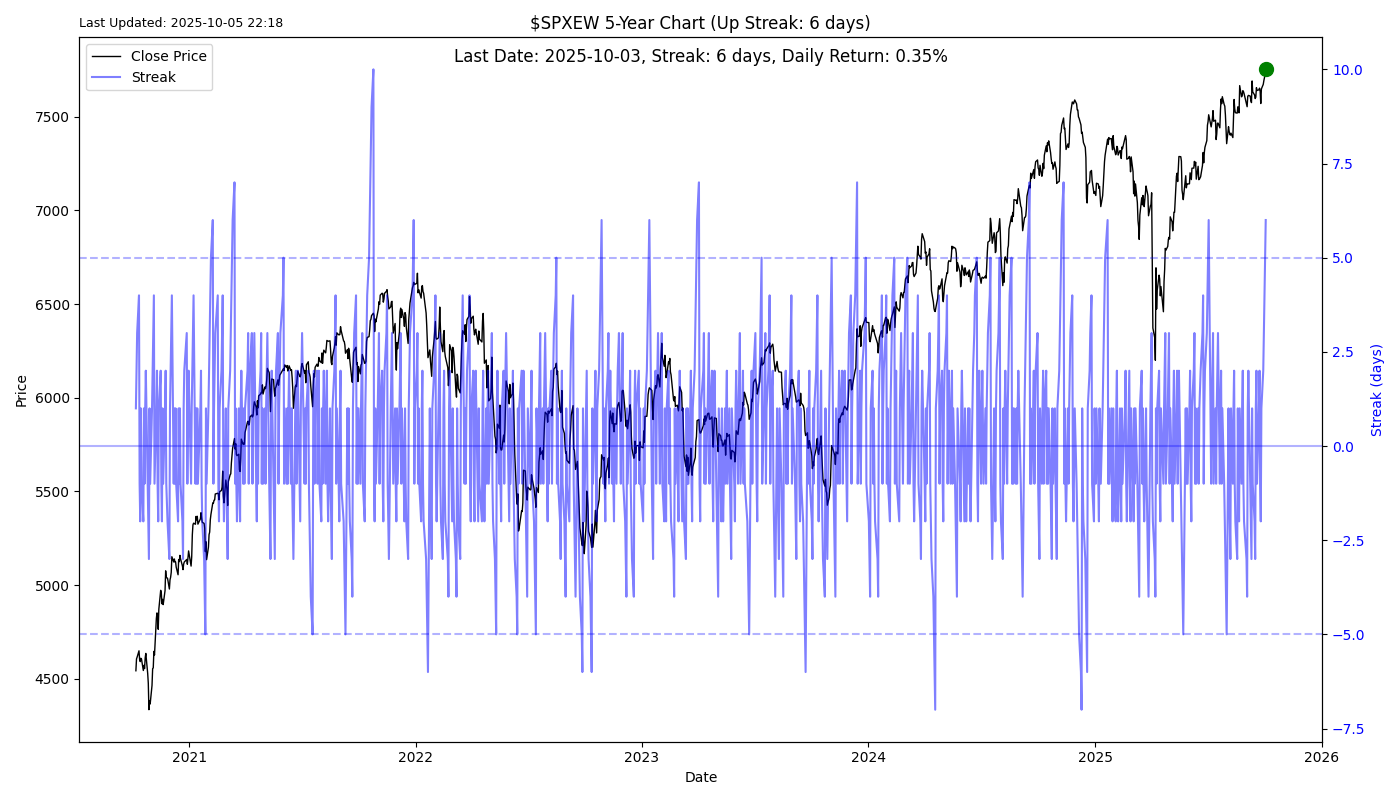 Last Updated: 2025-10-05 22:18
$SPXEW 5-Year Chart (Up Streak: 6 days)
Last Date: 2025-10-03, Streak: 6 days, Daily Return: 0.35%
Close Price
Streak
7500
7000
6500
6000
5500
5000
4500
Price
10.0
7.5
5.0
2.5
0.0
−2.5
−5.0
−7.5
Streak (days)
2021
2022
2023
2024
2025
2026
Date